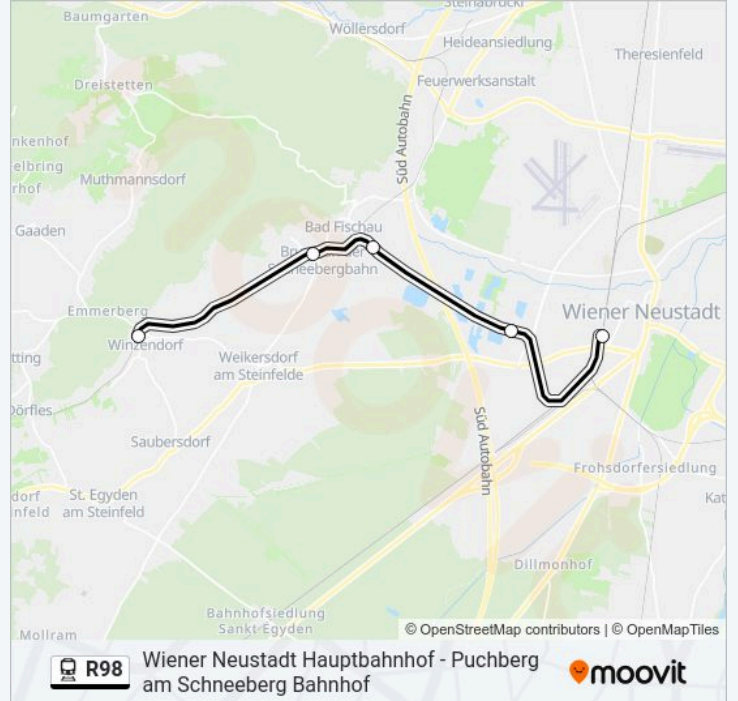 Steinabrückl
Baumgarten
Wöllersdorf
Heideansiedlung
Theresienfeld
Dreistetten
Feuerwerksanstalt
Süd Autobahn
nkenhof
elbring
rhof
Muthmannsdorf
Gaaden
Bad Fischau
Schneebergbahn
Emmerberg
Wiener Neustadt
Winzendorf
tting
Weikersdorf
am Steinfelde
Dörfles
Süd Autobahn
Saubersdorf
Frohsdorfersiedlung
dorf
nfeld
St. Egyden
am Steinfeld
Kat
Dillmonhof
Bahnhofsiedlung
Sankt Egyden
Mollram
© OpenStreetMap contributors | © OpenMapTiles
R98
Wiener Neustadt Hauptbahnhof - Puchberg
am Schneeberg Bahnhof
moovit